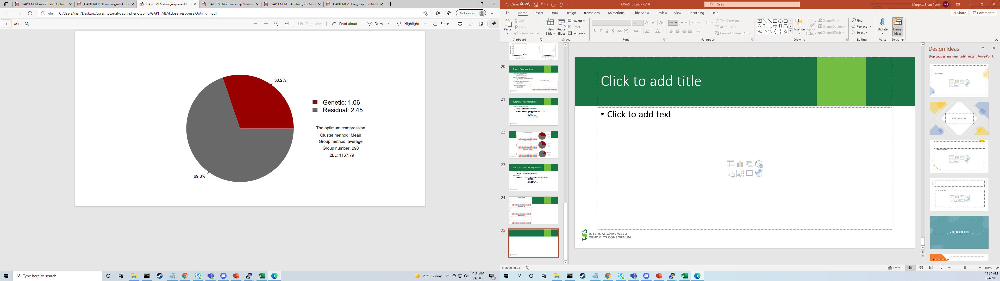 GAPIT.MLM.survivorship.Optimu
GAPIT.MLM.delimiting_rate.Opti
GAPIT.MLM.dose_response.Opti
GAPIT.MLM.survivorship.Manhat
GAPIT.MLM.delimiting_rate.Man
GAPIT.MLM.dose_response.Man
File
C:/Users/irish/Desktop/gwas_tutorial/gapit_phenotyping/GAPIT.MLM.dose_response.Optimum.pdf
Not syncing
1 of 1
Page view
Read aloud
Draw
Highlight
Erase
30.2%
Genetic: 1.06
Residual: 2.45
The optimum compression
Cluster method: Mean
Group method: average
Group number: 290
−2LL: 1167.79
69.8%
Type here to search
79°F Sunny
11:34 AM
8/4/2021
AutoSave Off
GWAS tutorial - GAPIT
Search
Murphy, Brent Peter
MB
File Home Insert Draw Design Transitions Animations Slide Show Review View Recording Help
Share
Comments
Paste
Cut
Copy
Format Painter
Clipboard
New Slide
Reuse Slides
Layout
Reset
Section
Slides
28
Font
Text Direction
Align Text
Convert to SmartArt
Paragraph
Arrange
Quick Styles
Shape Fill
Shape Outline
Shape Effects
Drawing
Find
Replace
Select
Editing
Dictate
Voice
Design Ideas
Designer
20
True vs False positives
21
Tutorial 2: Trait heritability
22
23
Tutorial 3: Phenotyping Strategy
24
25
Click to add title
• Click to add text
INTERNATIONAL WEED
GENOMICS CONSORTIUM
Design Ideas
Stop suggesting ideas until I restart PowerPoint.
Click to add title
Click to add text
Click to add title
Slide 25 of 25
Notes
103%
11:34 AM
8/4/2021